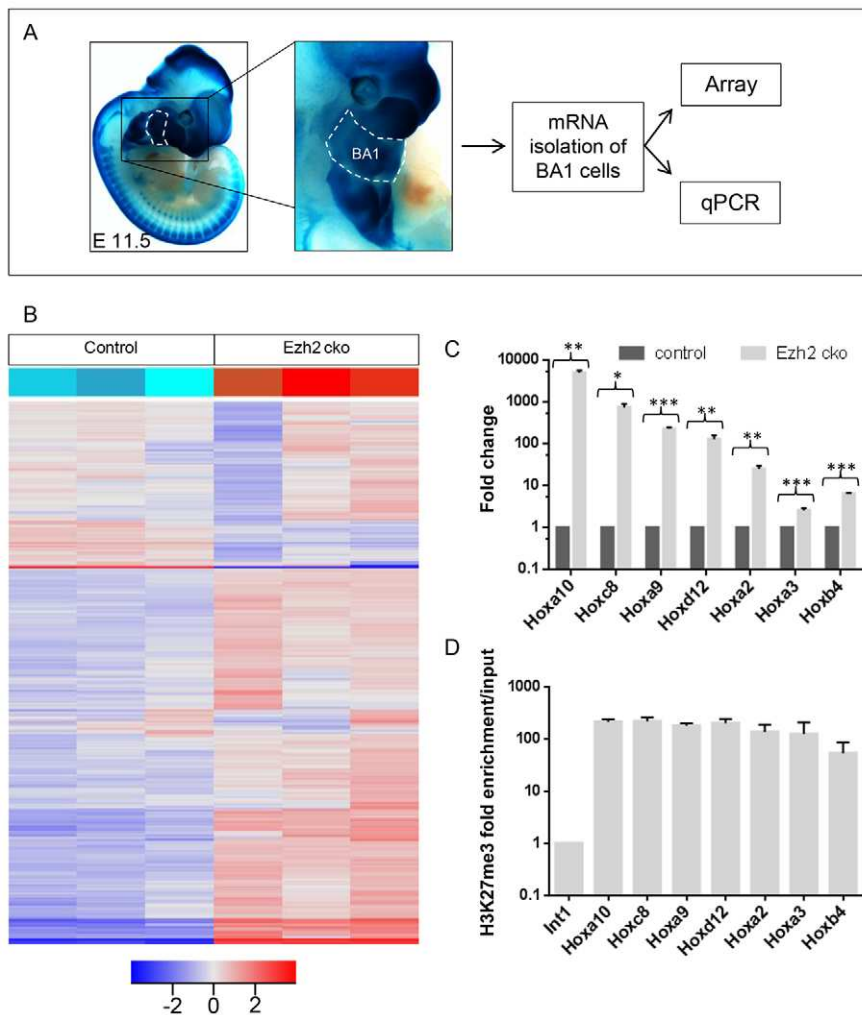 A
E 11.5
BA1
mRNA
isolation of
BA1 cells
Array
qPCR
B
Control
Ezh2 cko
-2
0
2
C
control
Ezh2 cko
Fold change
10000
1000
100
10
1
0.1
**
*
***
**
**
***
***
Hoxa10
Hoxc8
Hoxa9
Hoxd12
Hoxa2
Hoxa3
Hoxb4
D
H3K27me3 fold enrichment/input
1000
100
10
1
0.1
Int1
Hoxa10
Hoxc8
Hoxa9
Hoxd12
Hoxa2
Hoxa3
Hoxb4